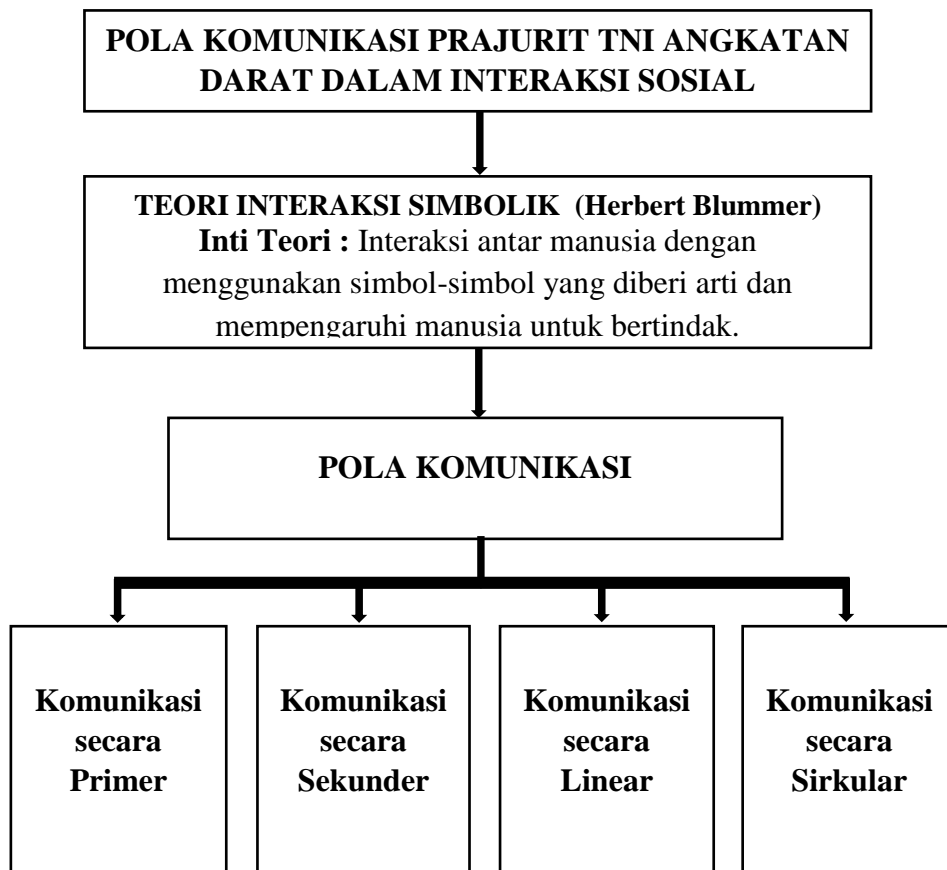 POLA KOMUNIKASI PRAJURIT TNI ANGKATAN
DARAT DALAM INTERAKSI SOSIAL
TEORI INTERAKSI SIMBOLIK (Herbert Blummer)
Inti Teori : Interaksi antar manusia dengan
menggunakan simbol-simbol yang diberi arti dan
mempengaruhi manusia untuk bertindak.
POLA KOMUNIKASI
Komunikasi
secara
Primer
Komunikasi
secara
Sekunder
Komunikasi
secara
Linear
Komunikasi
secara
Sirkular